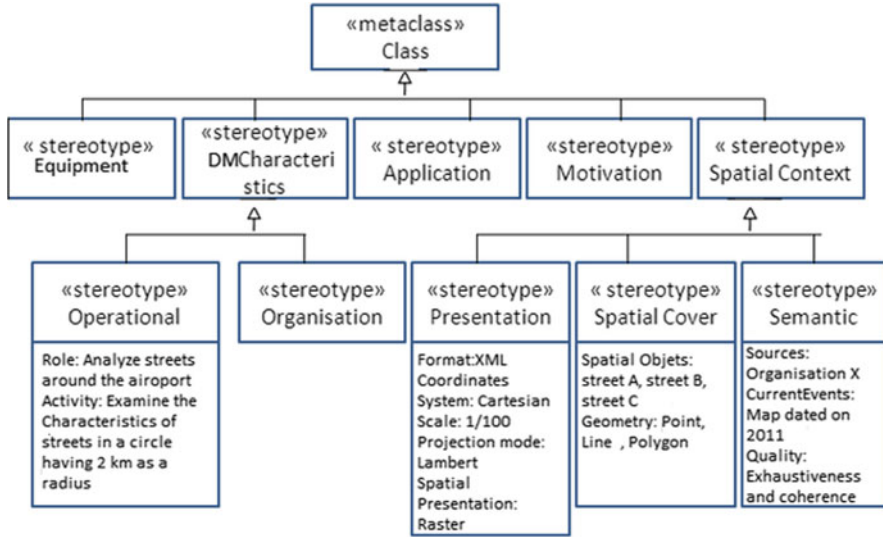 «metaclass»
Class
« stereotype»
Equipment
«stereotype»
DMCharacteri
stics
« stereotype»
Application
« stereotype»
Motivation
« stereotype»
Spatial Context
«stereotype»
Operational
Role: Analyze streets
around the airoport
Activity: Examine the
Characteristics of
streets in a circle
having 2 km as a
radius
«stereotype»
Organisation
«stereotype»
Presentation
Format:XML
Coordinates
System: Cartesian
Scale: 1/100
Projection mode:
Lambert
Spatial
Presentation:
Raster
« stereotype»
Spatial Cover
Spatial Objets:
street A, street B,
street C
Geometry: Point,
Line , Polygon
«stereotype»
Semantic
Sources:
Organisation X
CurrentEvents:
Map dated on
2011
Quality:
Exhaustiveness
and coherence